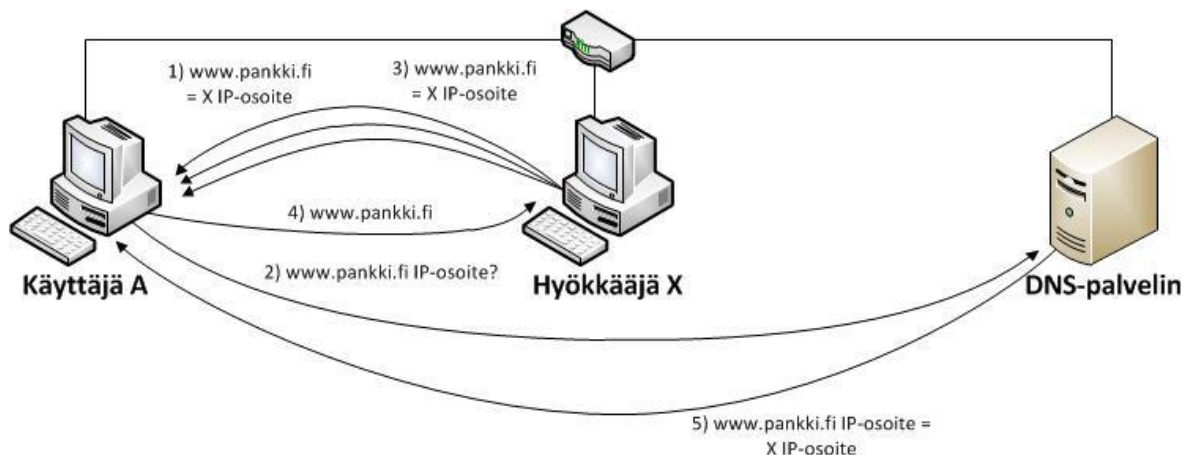 1) www.pankki.fi
= X IP-osoite
3) www.pankki.fi
= X IP-osoite
4) www.pankki.fi
2) www.pankki.fi IP-osoite?
Käyttäjä A
Hyökkääjä X
DNS-palvelin
5) www.pankki.fi IP-osoite =
X IP-osoite